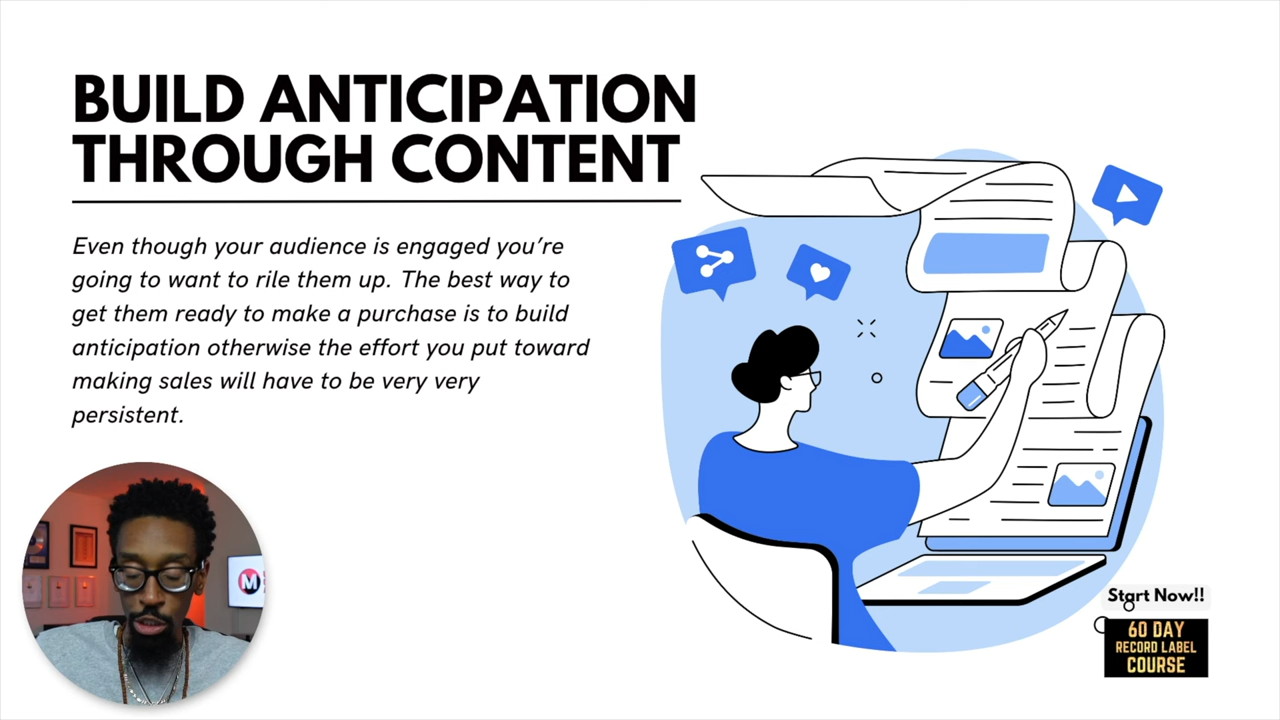 BUILD ANTICIPATION
THROUGH CONTENT
Even though your audience is engaged you’re
going to want to rile them up. The best way to
get them ready to make a purchase is to build
anticipation otherwise the effort you put toward
making sales will have to be very very
persistent.
M
Start Now!!
60 DAY
RECORD LABEL
COURSE